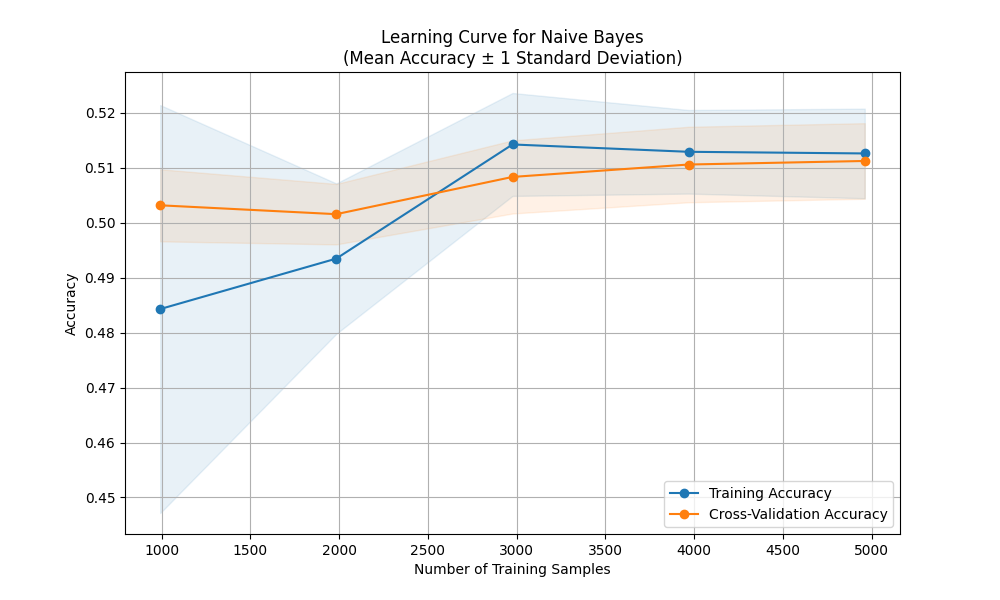 Learning Curve for Naive Bayes
(Mean Accuracy ± 1 Standard Deviation)
Accuracy
0.52
0.51
0.50
0.49
0.48
0.47
0.46
0.45
Training Accuracy
Cross-Validation Accuracy
1000 1500 2000 2500 3000 3500 4000 4500 5000
Number of Training Samples